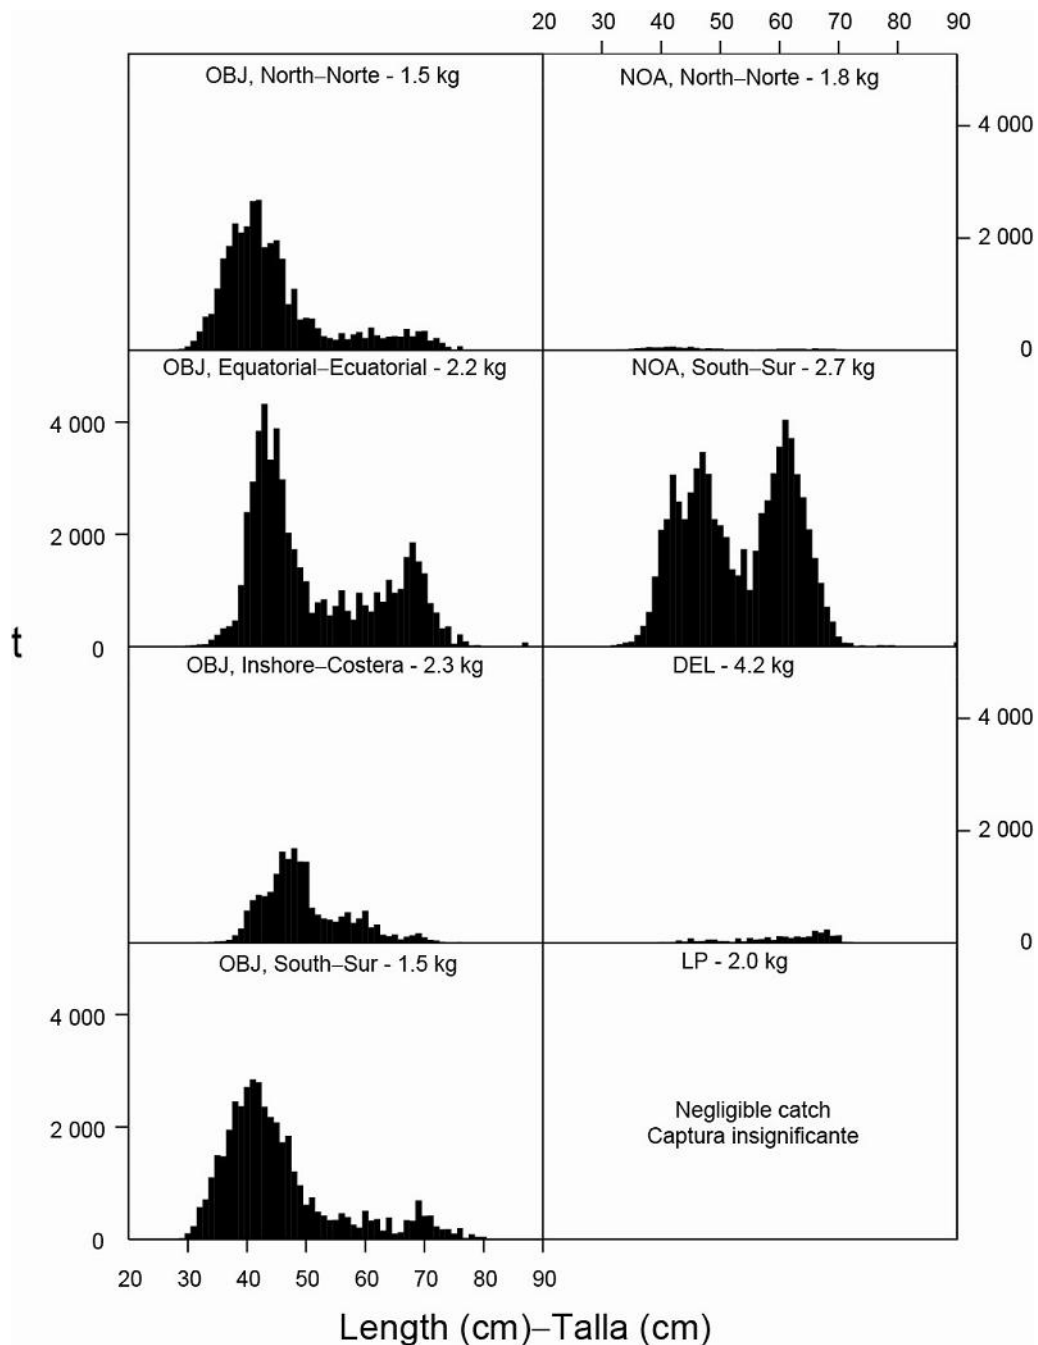 20 30 40 50 60 70 80 90
OBJ, North–Norte - 1.5 kg
NOA, North–Norte - 1.8 kg
4 000
2 000
0
OBJ, Equatorial–Ecuatorial - 2.2 kg
NOA, South–Sur - 2.7 kg
4 000
2 000
0
t
OBJ, Inshore–Costera - 2.3 kg
DEL - 4.2 kg
4 000
2 000
0
OBJ, South–Sur - 1.5 kg
LP - 2.0 kg
4 000
2 000
0
Negligible catch
Captura insignificante
20 30 40 50 60 70 80 90
Length (cm)–Talla (cm)